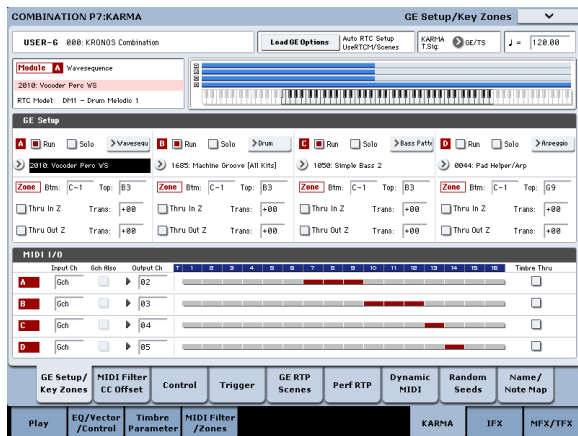 COMBINATION P7:KARMA GE Setup/Key Zones
USER-G 000: KRONOS Combination Load GE Options Auto RTC Setup UseRTCM/Scenes KARMA T.Sig: GE/TS ♩ = 120.00
Module A Wavesequence
2010: Vocoder Perc WS
RTC Model: DM1 - Drum Melodic 1
GE Setup
A Run Solo Wavesequ B Run Solo Drum C Run Solo Bass Patte D Run Solo Arpeggio
2010: Vocoder Perc WS 1685: Machine Groove [All Kits] 1050: Simple Bass 2 0044: Pad Helper/Arp
Zone Btm: C-1 Top: B3 Zone Btm: C-1 Top: B3 Zone Btm: C-1 Top: B3 Zone Btm: C-1 Top: G9
Thru In Z Trans: +00 Thru In Z Trans: +00 Thru In Z Trans: +00 Thru In Z Trans: +00
Thru Out Z Trans: +00 Thru Out Z Trans: +00 Thru Out Z Trans: +00 Thru Out Z Trans: +00
MIDI I/O
Input Ch Gch Also Output Ch T 1 2 3 4 5 6 7 8 9 10 11 12 13 14 15 16 Timbre Thru
A Gch 02
B Gch 03
C Gch 04
D Gch 05
GE Setup/ Key Zones MIDI Filter CC Offset Control Trigger GE RTP Scenes Perf RTP Dynamic MIDI Random Seeds Name/ Note Map
Play EQ/Vector /Control Timbre Parameter MIDI Filter /Zones KARMA IFX MFX/TFX